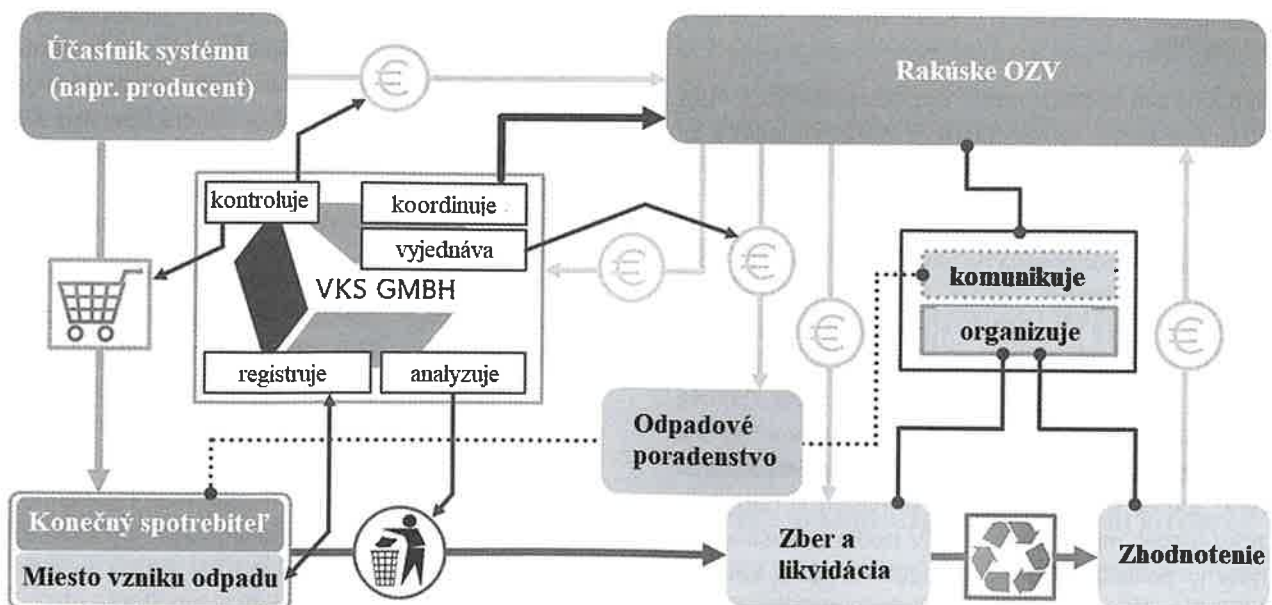 Účastník systému
(napr. producent)
Rakúske OZV
kontroluje
koordinuje
vyjednáva
VKS GMBH
registruje
analyzuje
komunikuje
organizuje
Odpadové
poradenstvo
Konečný spotrebiteľ
Miesto vzniku odpadu
Zber a
likvidácia
Zhodnotenie